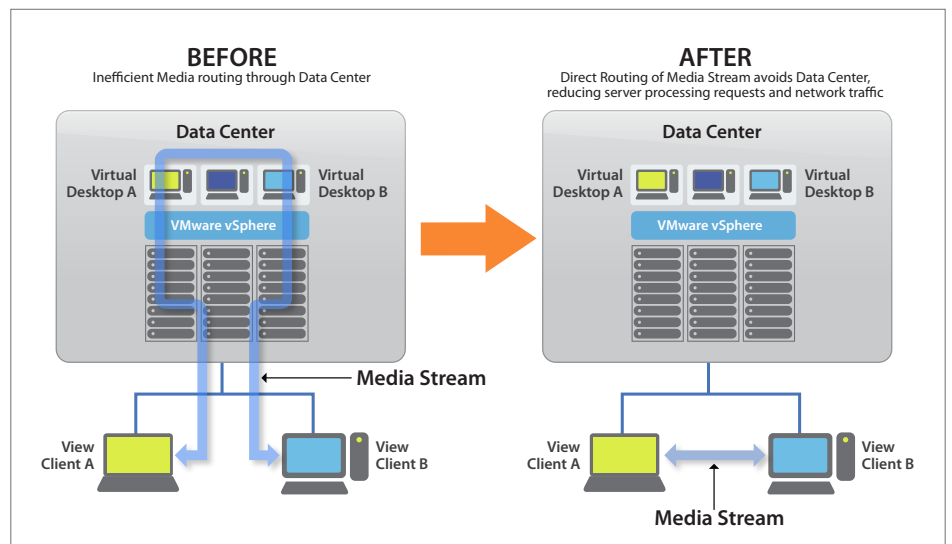 BEFORE
Inefficient Media routing through Data Center
Data Center
Virtual
Desktop A
Virtual
Desktop B
VMware vSphere
Media Stream
View
Client A
View
Client B
AFTER
Direct Routing of Media Stream avoids Data Center,
reducing server processing requests and network traffic
Data Center
Virtual
Desktop A
Virtual
Desktop B
VMware vSphere
View
Client A
View
Client B
Media Stream